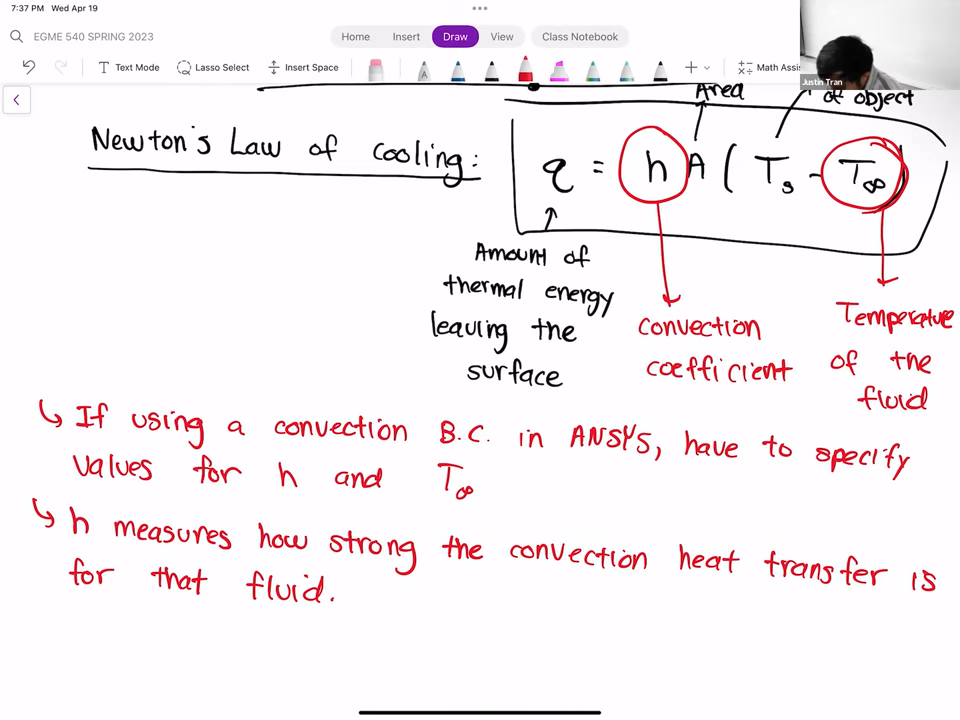 7:37 PM Wed Apr 19
EGME 540 SPRING 2023
Home Insert Draw View Class Notebook
Text Mode Lasso Select Insert Space Math Assis
Justin Tran
Area
of object
Newton's Law of cooling:
q = h A ( Ts - T∞ )
Amount of
thermal energy
leaving the
surface
convection
coefficient
Temperature
of the
fluid
↳ If using a convection B.C. in ANSYS, have to specify
values for h and T∞
↳ h measures how strong the convection heat transfer is
for that fluid.